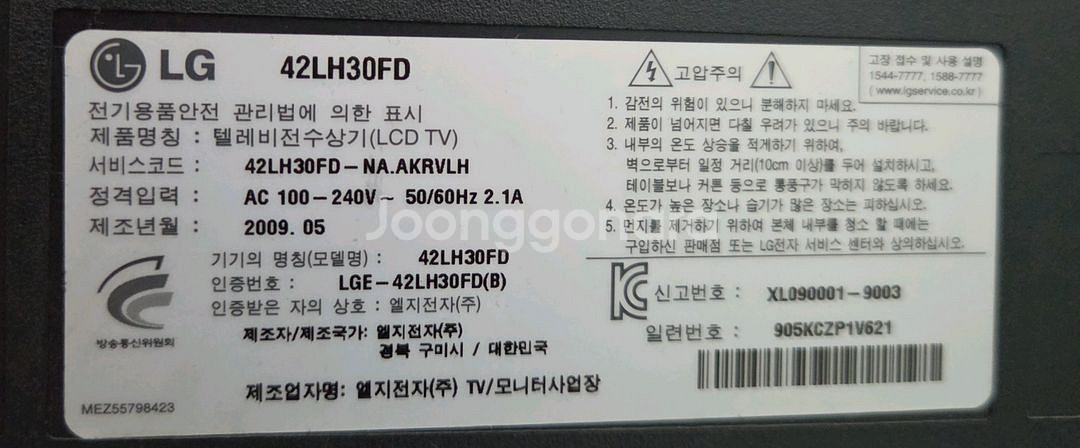 LG 42LH30FD
전기용품안전 관리법에 의한 표시
제품명칭 : 텔레비전수상기(LCD TV)
서비스코드 : 42LH30FD-NA.AKRVLH
정격입력 : AC 100-240V~ 50/60Hz 2.1A
제조년월 : 2009. 05
기기의 명칭(모델명) : 42LH30FD
인증번호 : LGE-42LH30FD(B)
인증받은 자의 상호 : 엘지전자(주)
제조자/제조국가: 엘지전자(주)
경북 구미시 / 대한민국
방송통신위원회
제조업자명: 엘지전자(주) TV/모니터사업장
MEZ55798423
고압주의
고장 접수 및 사용 설명
1544-7777, 1588-7777
(www.lgservice.co.kr)
1. 감전의 위험이 있으니 분해하지 마세요.
2. 제품이 넘어지면 다칠 우려가 있으니 주의 바랍니다.
3. 내부의 온도 상승을 적게하기 위하여,
벽으로부터 일정 거리(10cm 이상)를 두어 설치하시고,
테이블보나 커튼 등으로 통풍구가 막히지 않도록 하세요.
4. 온도가 높은 장소나 습기가 많은 장소는 피하십시오.
5. 먼지를 제거하기 위하여 본체 내부를 청소 할 때에는
구입하신 판매점 또는 LG전자 서비스 센터와 상의하십시오.
신고번호 : XL090001-9003
일련번호 : 905KCZP1V621
Joonggon